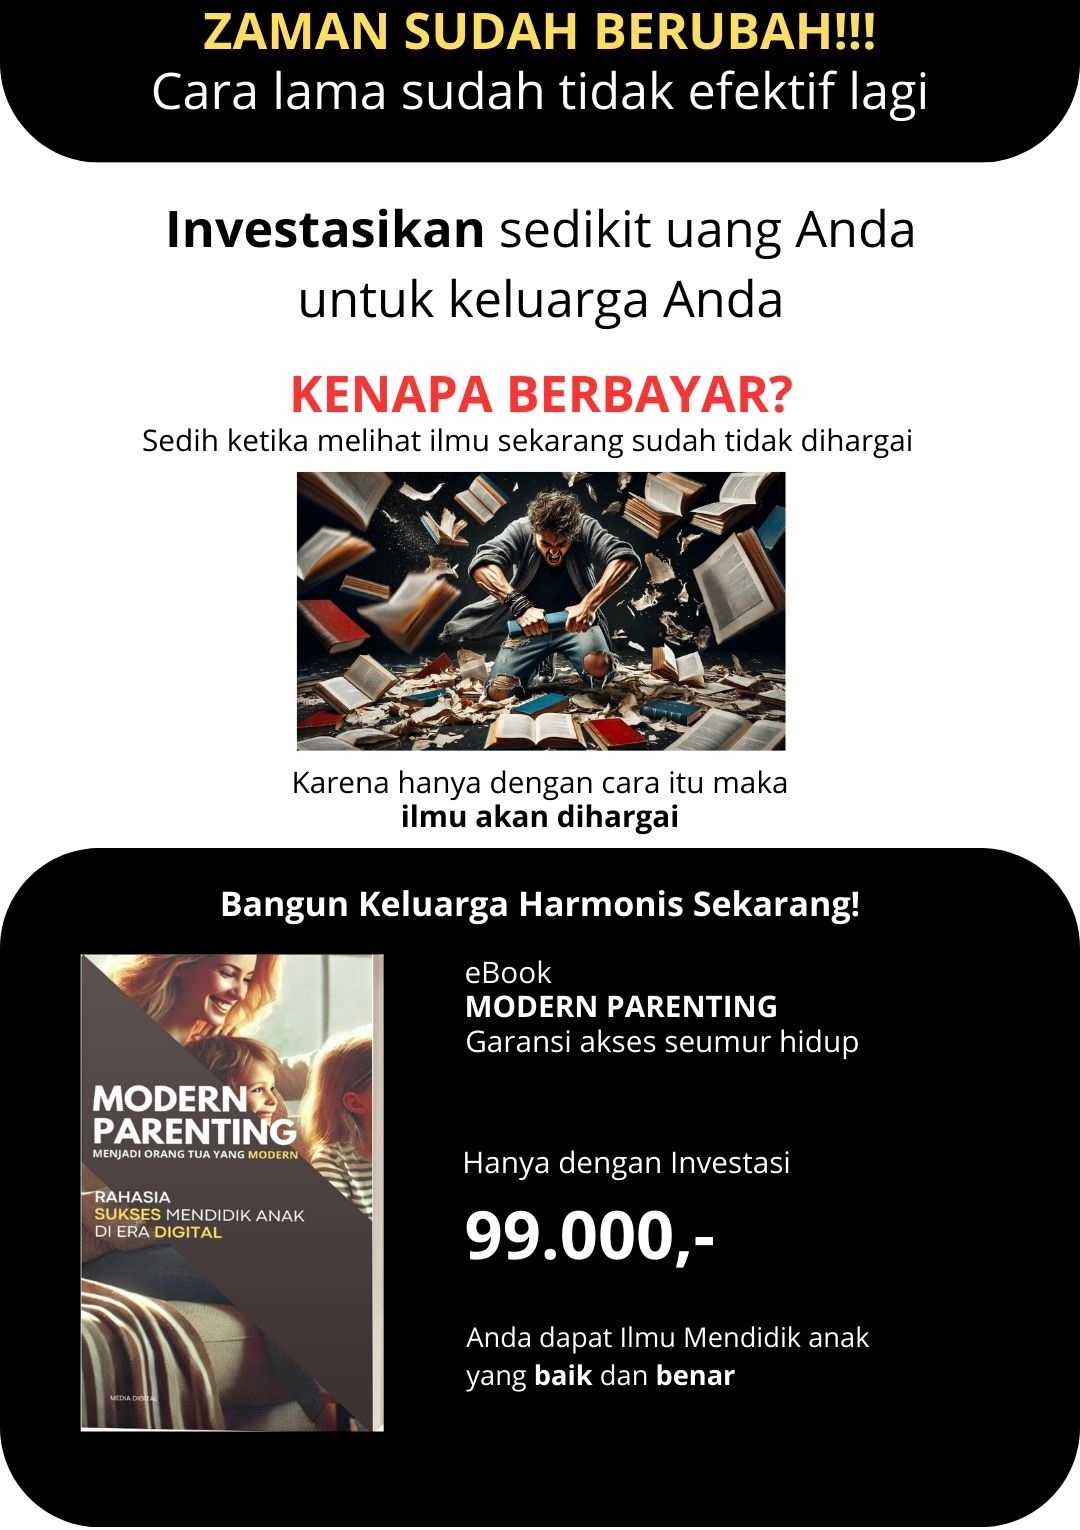 ZAMAN SUDAH BERUBAH!!!
Cara lama sudah tidak efektif lagi
Investasikan sedikit uang Anda
untuk keluarga Anda
KENAPA BERBAYAR?
Sedih ketika melihat ilmu sekarang sudah tidak dihargai
Karena hanya dengan cara itu maka
ilmu akan dihargai
Bangun Keluarga Harmonis Sekarang!
MODERN
PARENTING
MENJADI ORANG TUA YANG MODERN
RAHASIA
SUKSES MENDIDIK ANAK
DI ERA DIGITAL
MEDIA DIGITAL
eBook
MODERN PARENTING
Garansi akses seumur hidup
Hanya dengan Investasi
99.000,-
Anda dapat Ilmu Mendidik anak
yang baik dan benar